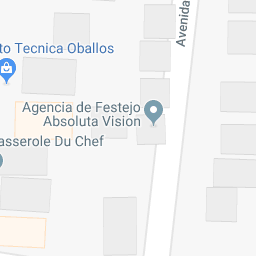 Avenida
to Tecnica Oballos
Agencia de Festejo
Absoluta Vision
asserole Du Chef